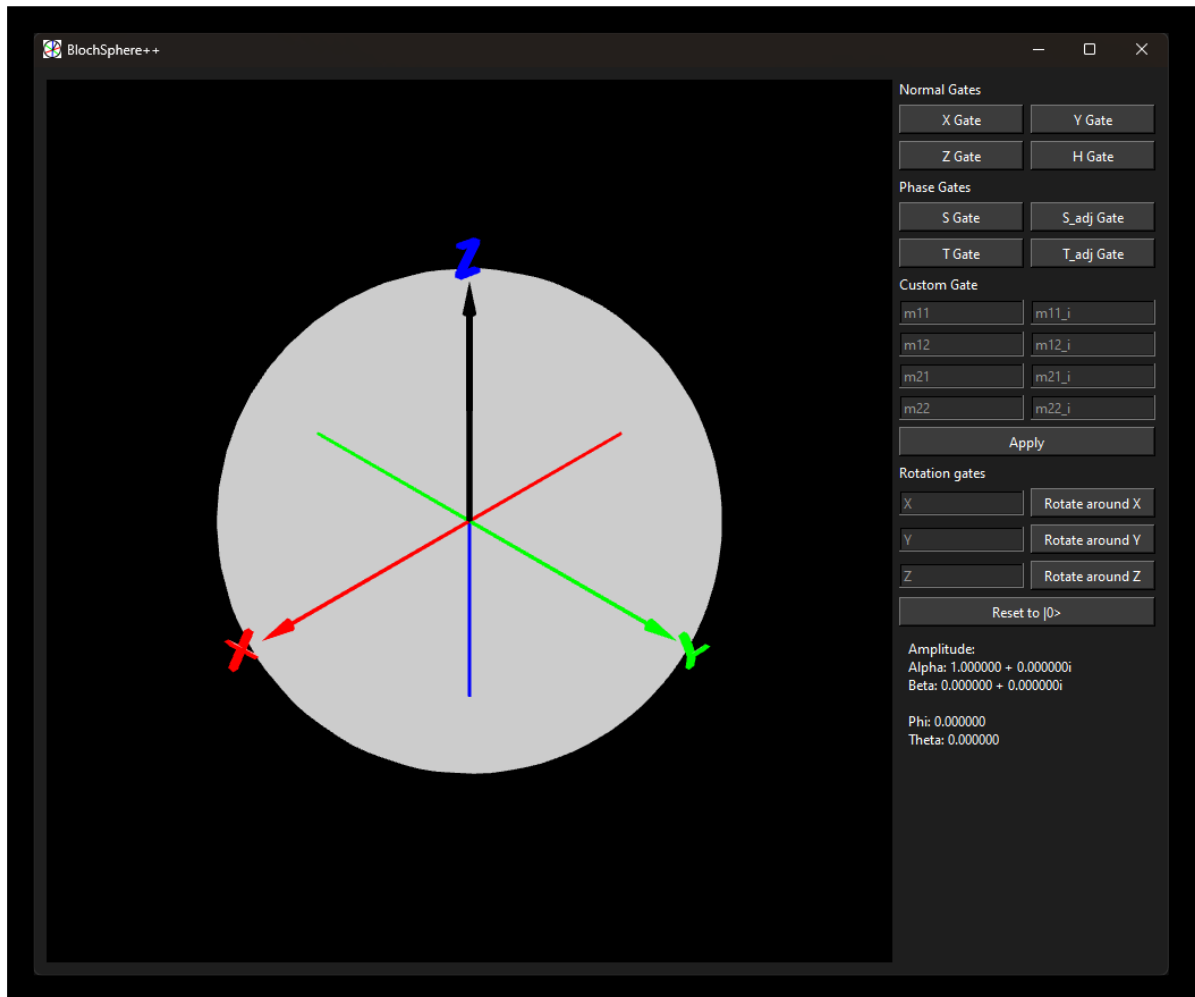 BlochSphere++
Z
X
Y
Normal Gates
X Gate
Y Gate
Z Gate
H Gate
Phase Gates
S Gate
S_adj Gate
T Gate
T_adj Gate
Custom Gate
m11
m11_i
m12
m12_i
m21
m21_i
m22
m22_i
Apply
Rotation gates
X
Rotate around X
Y
Rotate around Y
Z
Rotate around Z
Reset to |0>
Amplitude:
Alpha: 1.000000 + 0.000000i
Beta: 0.000000 + 0.000000i
Phi: 0.000000
Theta: 0.000000